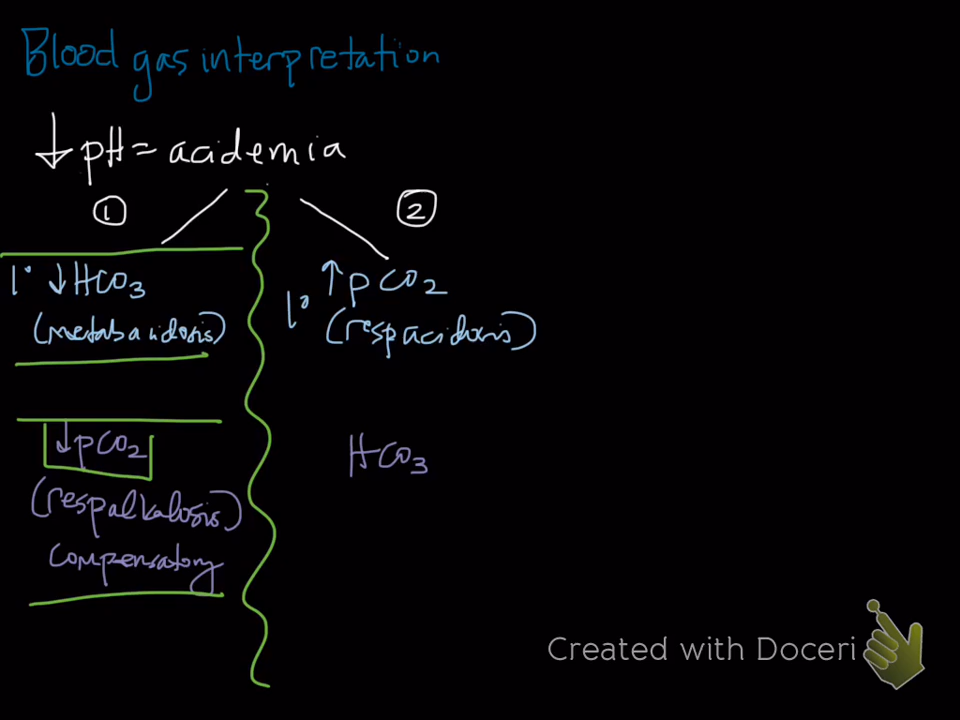 Blood gas interpretation
↓ pH = acidemia
①
1° ↓HCO3
(metab acidosis)
↓pCO2
(resp alkalosis)
compensatory
②
1° ↑pCO2
(resp acidosis)
HCO3
Created with Doceri